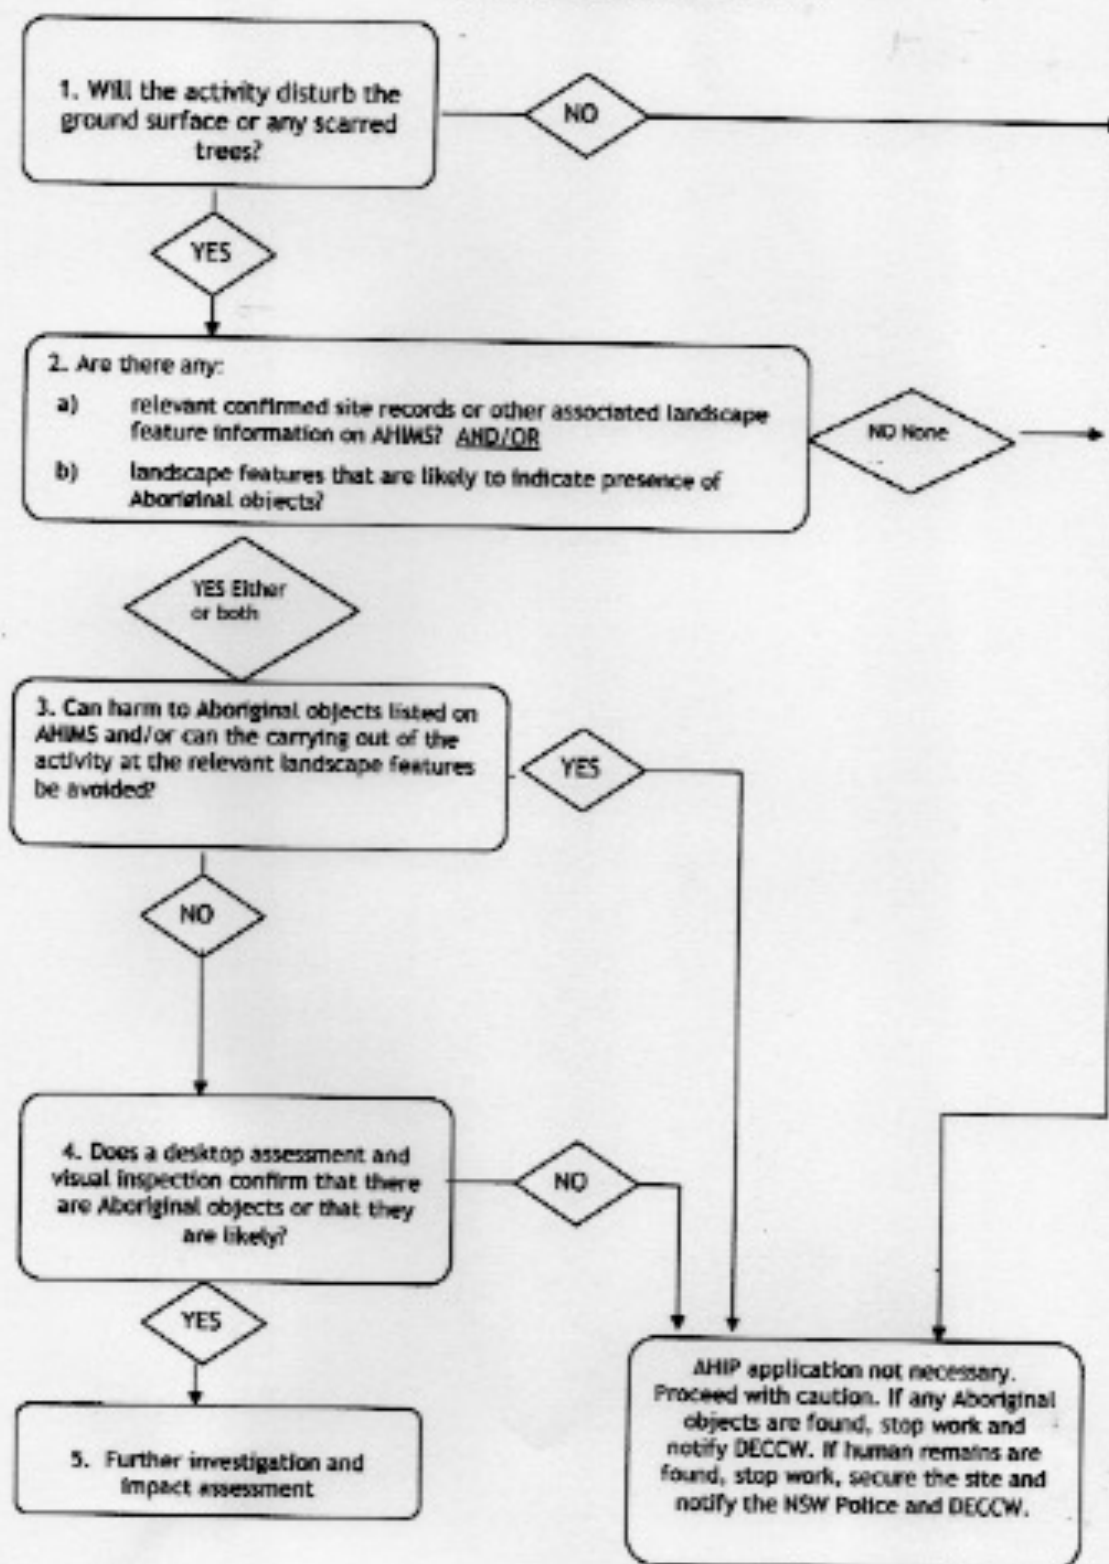 1. Will the activity disturb the
ground surface or any scarred
trees?
NO
YES
2. Are there any:
a) relevant confirmed site records or other associated landscape
feature information on AHIMS? AND/OR
b) landscape features that are likely to indicate presence of
Aboriginal objects?
NO None
YES Either
or both
3. Can harm to Aboriginal objects listed on
AHIMS and/or can the carrying out of the
activity at the relevant landscape features
be avoided?
YES
NO
4. Does a desktop assessment and
visual inspection confirm that there
are Aboriginal objects or that they
are likely?
NO
YES
5. Further investigation and
impact assessment
AHIP application not necessary.
Proceed with caution. If any Aboriginal
objects are found, stop work and
notify DECCW. If human remains are
found, stop work, secure the site and
notify the NSW Police and DECCW.